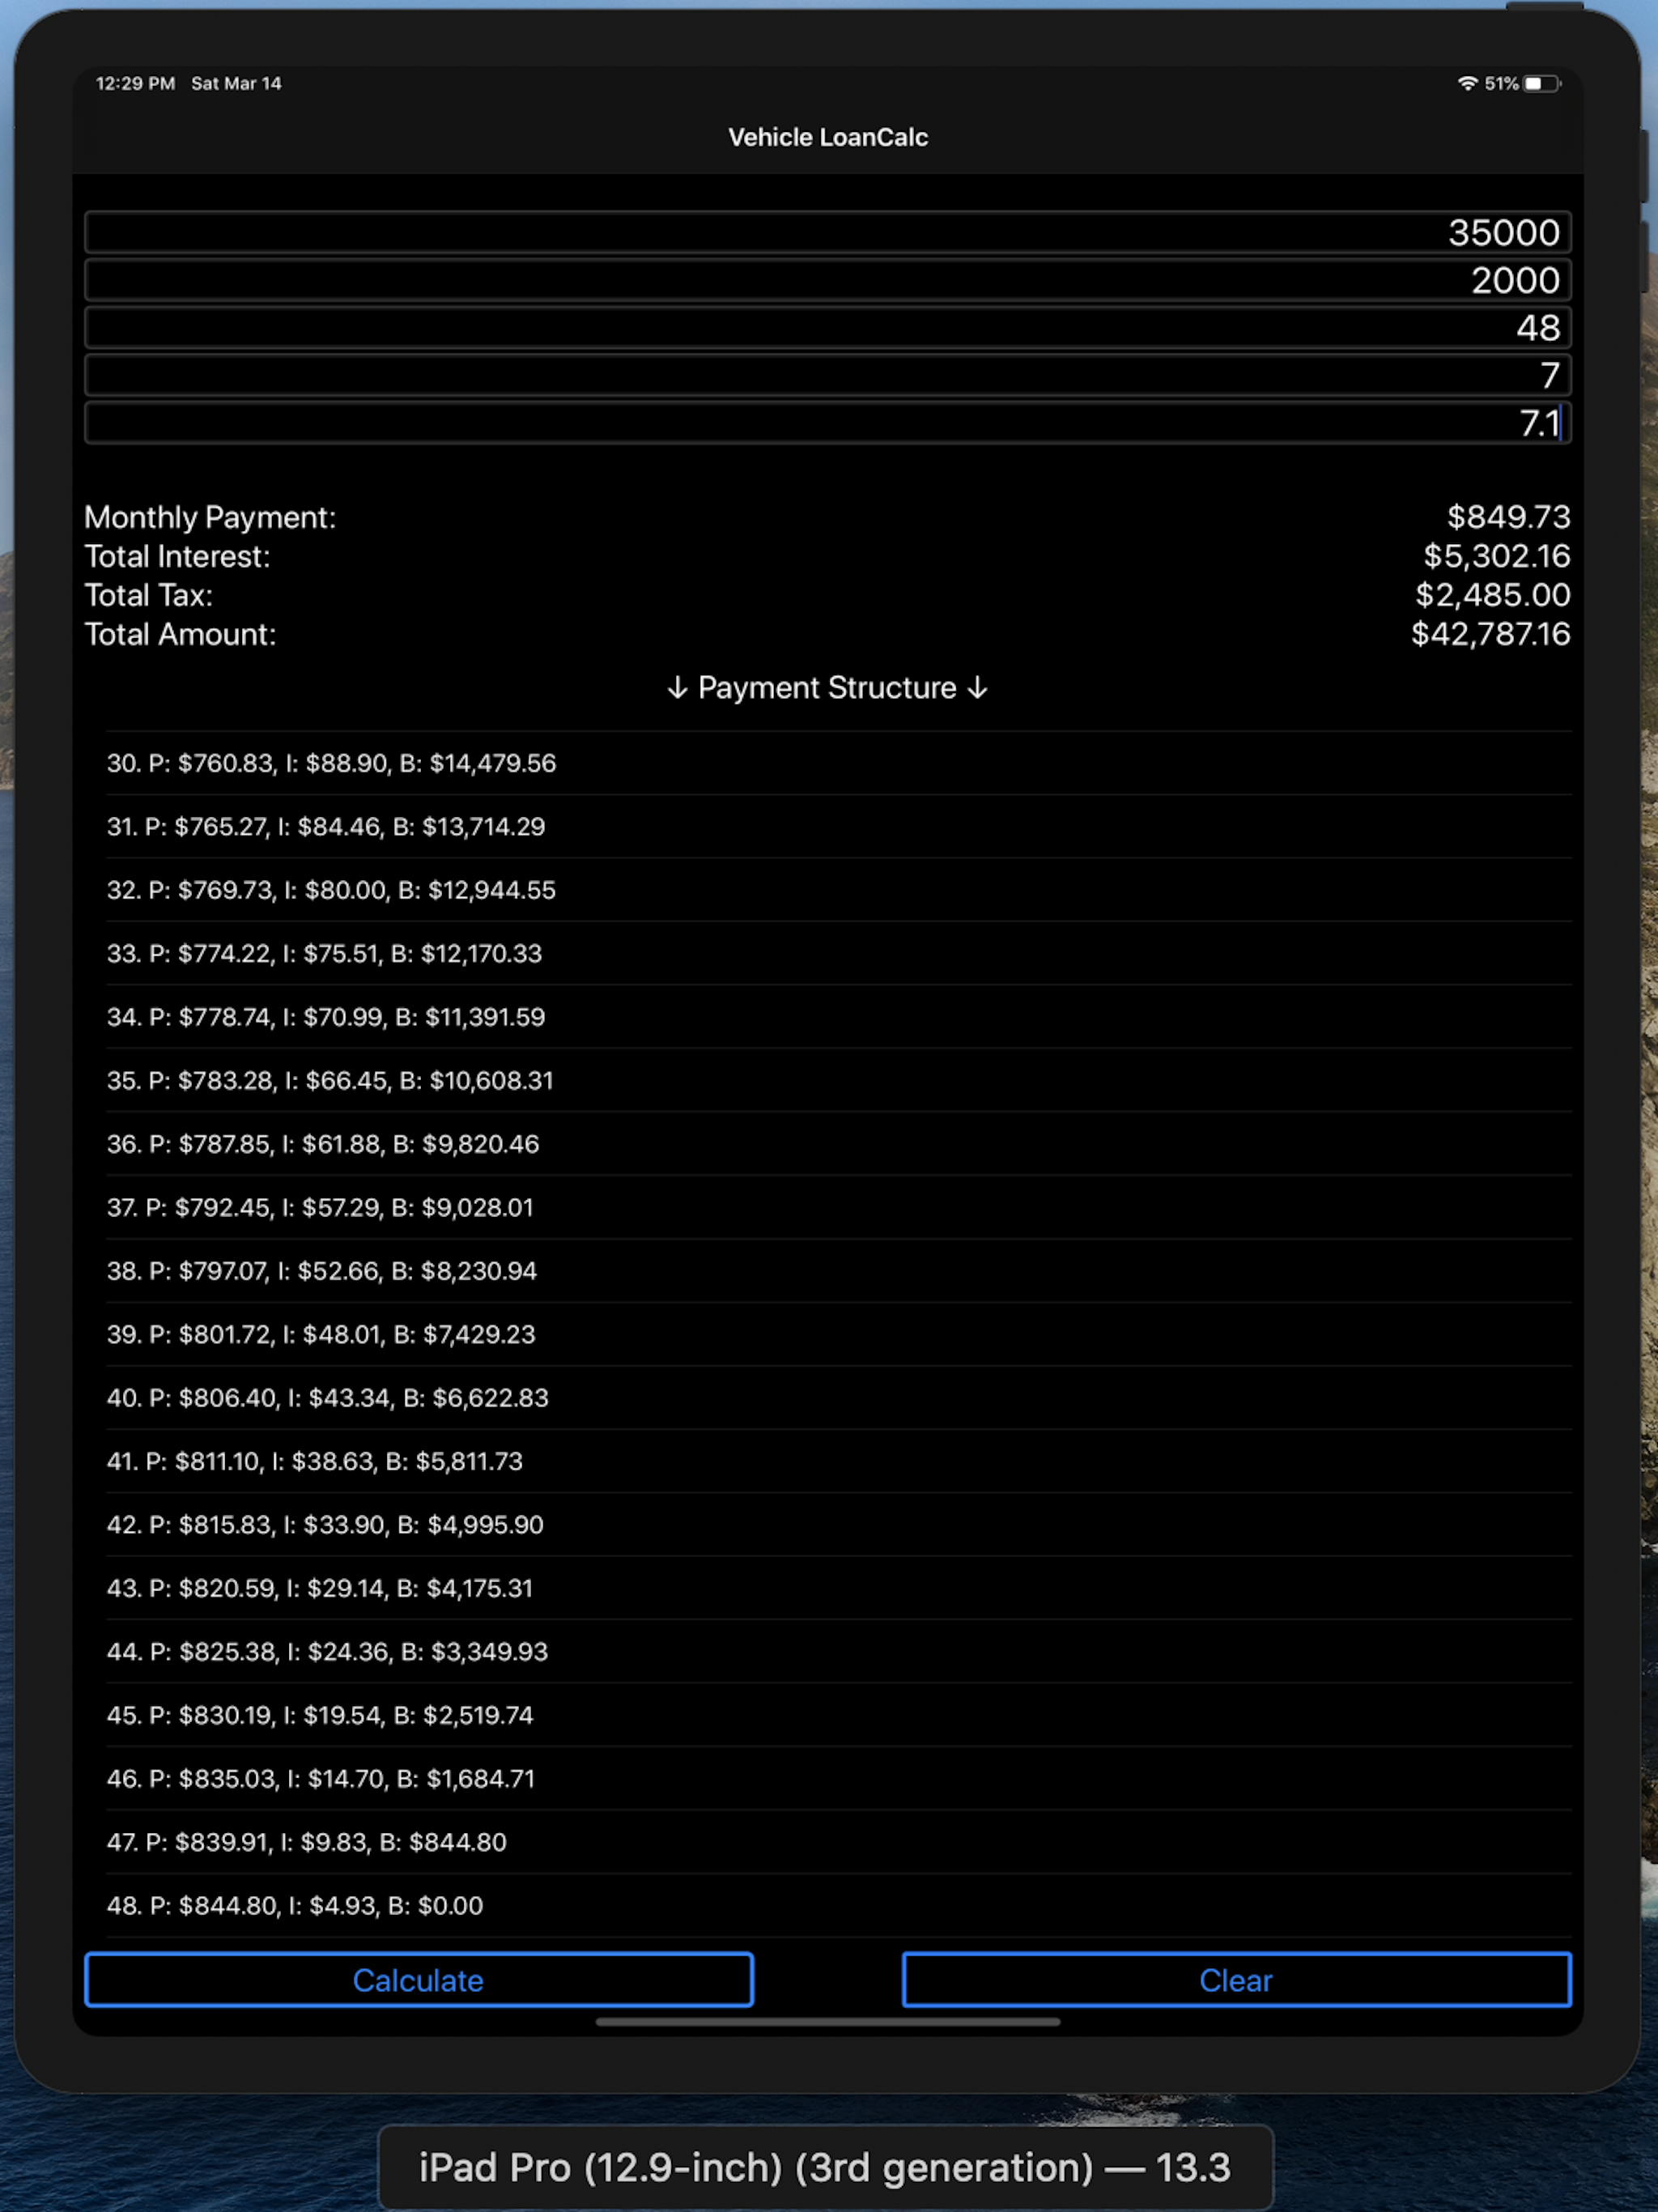 12:29 PM Sat Mar 14 51%
Vehicle LoanCalc
35000
2000
48
7
7.1
Monthly Payment: $849.73
Total Interest: $5,302.16
Total Tax: $2,485.00
Total Amount: $42,787.16
↓ Payment Structure ↓
30. P: $760.83, I: $88.90, B: $14,479.56
31. P: $765.27, I: $84.46, B: $13,714.29
32. P: $769.73, I: $80.00, B: $12,944.55
33. P: $774.22, I: $75.51, B: $12,170.33
34. P: $778.74, I: $70.99, B: $11,391.59
35. P: $783.28, I: $66.45, B: $10,608.31
36. P: $787.85, I: $61.88, B: $9,820.46
37. P: $792.45, I: $57.29, B: $9,028.01
38. P: $797.07, I: $52.66, B: $8,230.94
39. P: $801.72, I: $48.01, B: $7,429.23
40. P: $806.40, I: $43.34, B: $6,622.83
41. P: $811.10, I: $38.63, B: $5,811.73
42. P: $815.83, I: $33.90, B: $4,995.90
43. P: $820.59, I: $29.14, B: $4,175.31
44. P: $825.38, I: $24.36, B: $3,349.93
45. P: $830.19, I: $19.54, B: $2,519.74
46. P: $835.03, I: $14.70, B: $1,684.71
47. P: $839.91, I: $9.83, B: $844.80
48. P: $844.80, I: $4.93, B: $0.00
Calculate Clear
iPad Pro (12.9-inch) (3rd generation) — 13.3